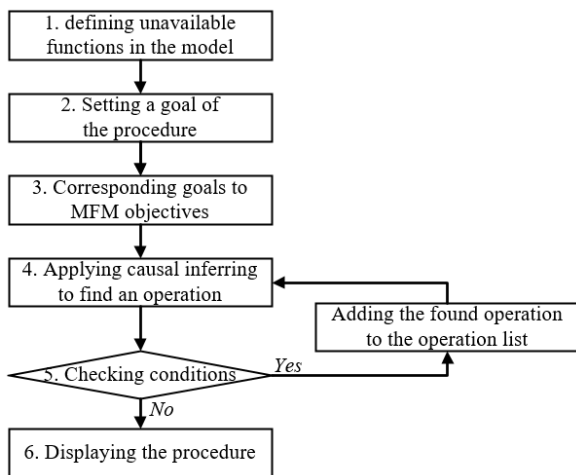 1. defining unavailable
functions in the model
2. Setting a goal of
the procedure
3. Corresponding goals to
MFM objectives
4. Applying causal inferring
to find an operation
Adding the found operation
to the operation list
5. Checking conditions
Yes
No
6. Displaying the procedure